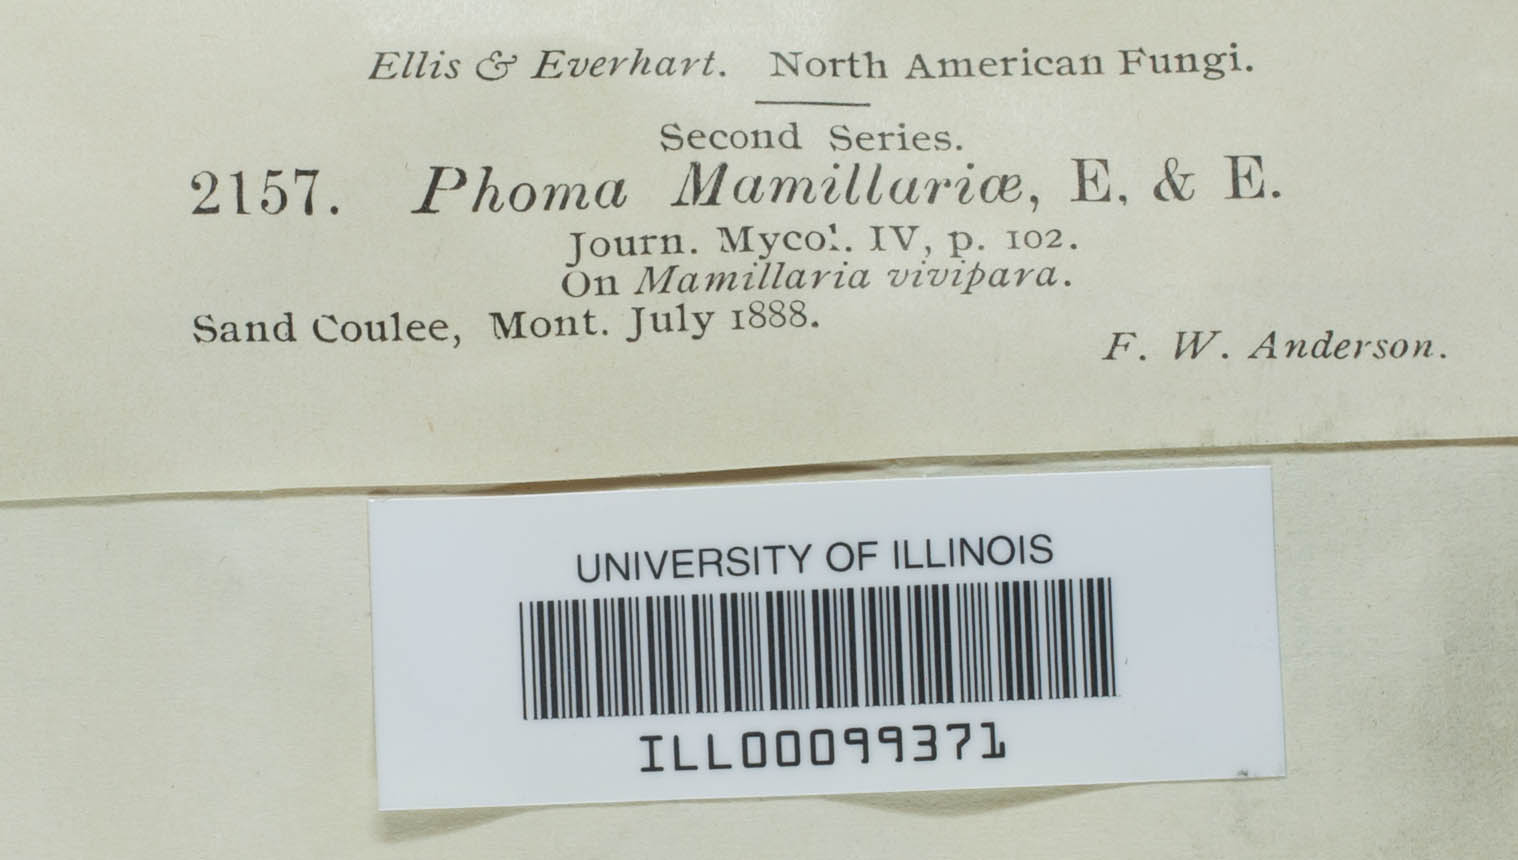 Ellis & Everhart. North American Fungi.
Second Series.
2157. Phoma Mamillariæ, E. & E.
Journ. Mycol. IV, p. 102.
On Mamillaria vivipara.
Sand Coulee, Mont. July 1888.
F. W. Anderson.
UNIVERSITY OF ILLINOIS
ILL00099371